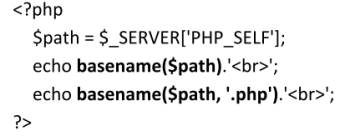 <?php
$path = $_SERVER['PHP_SELF'];
echo basename($path).'<br>';
echo basename($path, '.php').'<br>';
?>